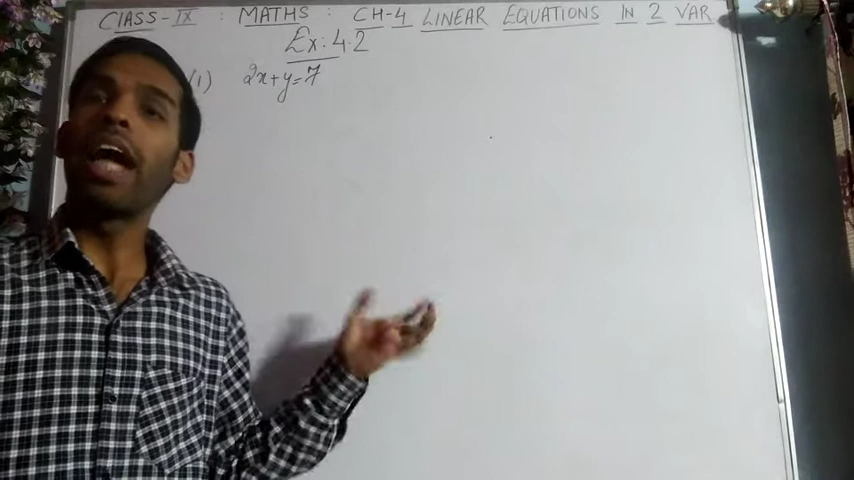 CLASS-IX : MATHS : CH-4 LINEAR EQUATIONS IN 2 VAR
Ex: 4.2
(1) 2x+y=7